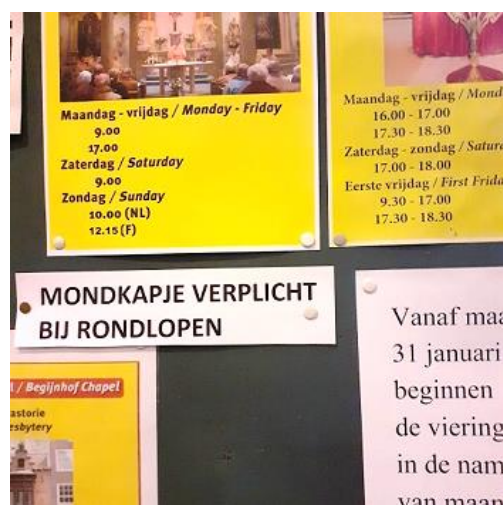 Maandag - vrijdag / Monday - Friday
9.00
17.00
Zaterdag / Saturday
9.00
Zondag / Sunday
10.00 (NL)
12.15 (F)
Maandag - vrijdag / Mond
16.00 - 17.00
17.30 - 18.30
Zaterdag - zondag / Satur
17.00 - 18.00
Eerste vrijdag / First Frida
9.30 - 17.00
17.30 - 18.30
MONDKAPJE VERPLICHT
BIJ RONDLOPEN
/ Begijnhof Chapel
astorie
esbytery
Vanaf maa
31 januari
beginnen
de viering
in de nam
van maan